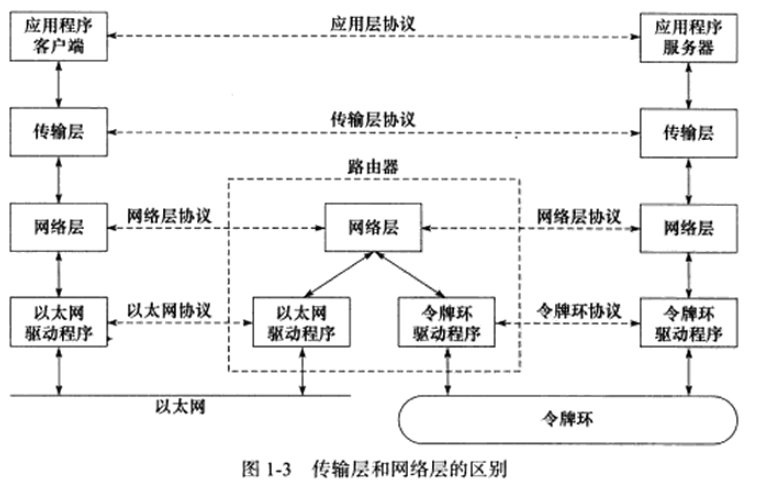 应用程序
客户端
应用层协议
应用程序
服务器
传输层
传输层协议
传输层
路由器
网络层
网络层协议
网络层
网络层协议
网络层
以太网
驱动程序
以太网协议
以太网
驱动程序
令牌环
驱动程序
令牌环协议
令牌环
驱动程序
以太网
令牌环
图 1-3 传输层和网络层的区别